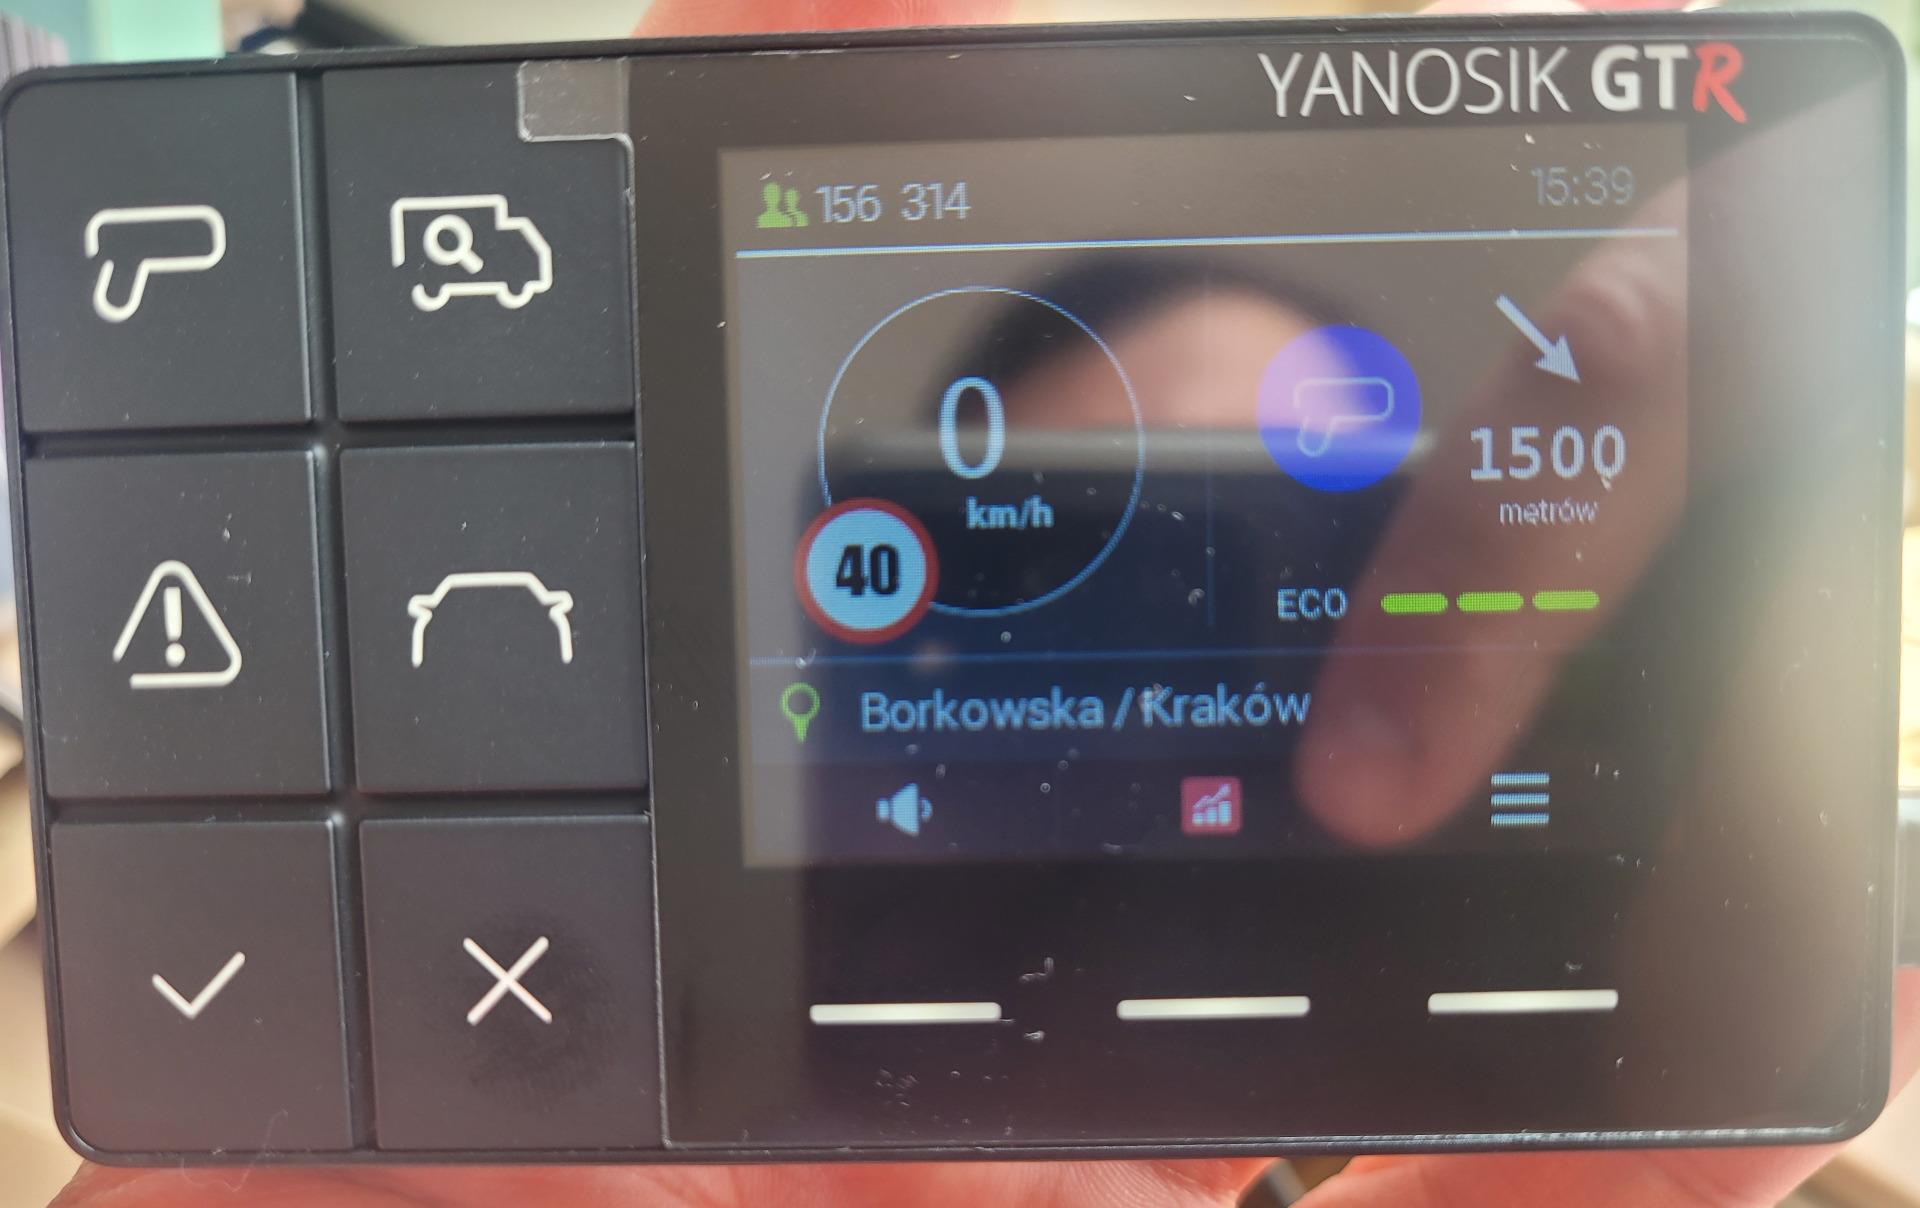 YANOSIK GTR
156 314
15:39
0
km/h
40
1500
metrów
ECO
Borkowska / Kraków